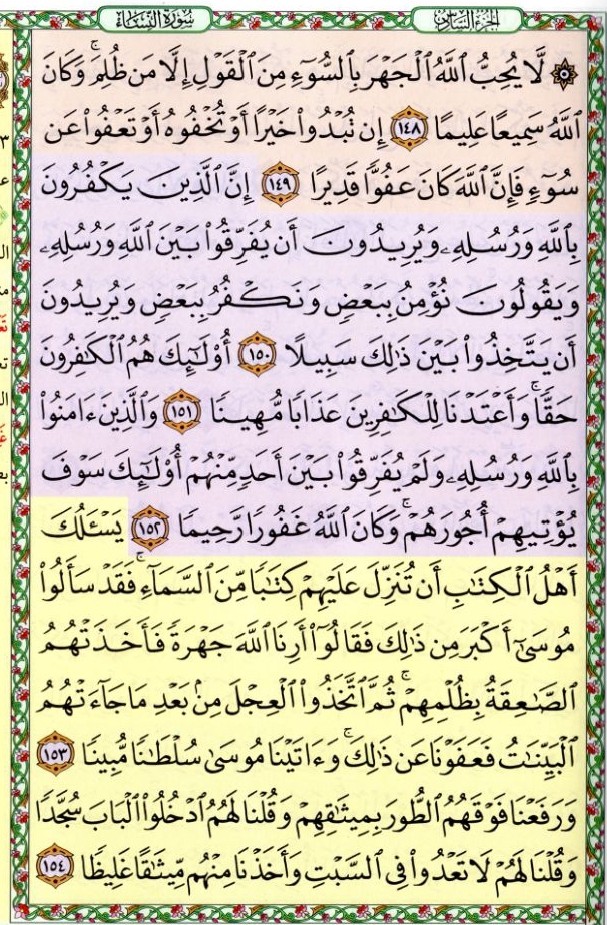 سُورَةُ النِّسَاءِ الجزء السادس
۞ لَّا يُحِبُّ ٱللَّهُ ٱلْجَهْرَ بِٱلسُّوٓءِ مِنَ ٱلْقَوْلِ إِلَّا مَن ظُلِمَ ۚ وَكَانَ
ٱللَّهُ سَمِيعًا عَلِيمًا ١٤٨ إِن تُبْدُوا۟ خَيْرًا أَوْ تُخْفُوهُ أَوْ تَعْفُوا۟ عَن
سُوٓءٍ فَإِنَّ ٱللَّهَ كَانَ عَفُوًّا قَدِيرًا ١٤٩ إِنَّ ٱلَّذِينَ يَكْفُرُونَ
بِٱللَّهِ وَرُسُلِهِۦ وَيُرِيدُونَ أَن يُفَرِّقُوا۟ بَيْنَ ٱللَّهِ وَرُسُلِهِۦ
وَيَقُولُونَ نُؤْمِنُ بِبَعْضٍ وَنَكْفُرُ بِبَعْضٍ وَيُرِيدُونَ
أَن يَتَّخِذُوا۟ بَيْنَ ذَٰلِكَ سَبِيلًا ١٥٠ أُو۟لَٰٓئِكَ هُمُ ٱلْكَٰفِرُونَ
حَقًّا ۚ وَأَعْتَدْنَا لِلْكَٰفِرِينَ عَذَابًا مُّهِينًا ١٥١ وَٱلَّذِينَ ءَامَنُوا۟
بِٱللَّهِ وَرُسُلِهِۦ وَلَمْ يُفَرِّقُوا۟ بَيْنَ أَحَدٍ مِّنْهُمْ أُو۟لَٰٓئِكَ سَوْفَ
يُؤْتِيهِمْ أُجُورَهُمْ ۗ وَكَانَ ٱللَّهُ غَفُورًا رَّحِيمًا ١٥٢ يَسْـَٔلُكَ
أَهْلُ ٱلْكِتَٰبِ أَن تُنَزِّلَ عَلَيْهِمْ كِتَٰبًا مِّنَ ٱلسَّمَآءِ ۚ فَقَدْ سَأَلُوا۟
مُوسَىٰٓ أَكْبَرَ مِن ذَٰلِكَ فَقَالُوٓا۟ أَرِنَا ٱللَّهَ جَهْرَةً فَأَخَذَتْهُمُ
ٱلصَّٰعِقَةُ بِظُلْمِهِمْ ۚ ثُمَّ ٱتَّخَذُوا۟ ٱلْعِجْلَ مِنۢ بَعْدِ مَا جَآءَتْهُمُ
ٱلْبَيِّنَٰتُ فَعَفَوْنَا عَن ذَٰلِكَ ۚ وَءَاتَيْنَا مُوسَىٰ سُلْطَٰنًا مُّبِينًا ١٥٣
وَرَفَعْنَا فَوْقَهُمُ ٱلطُّورَ بِمِيثَٰقِهِمْ وَقُلْنَا لَهُمُ ٱدْخُلُوا۟ ٱلْبَابَ سُجَّدًا
وَقُلْنَا لَهُمْ لَا تَعْدُوا۟ فِى ٱلسَّبْتِ وَأَخَذْنَا مِنْهُم مِّيثَٰقًا غَلِيظًا ١٥٤